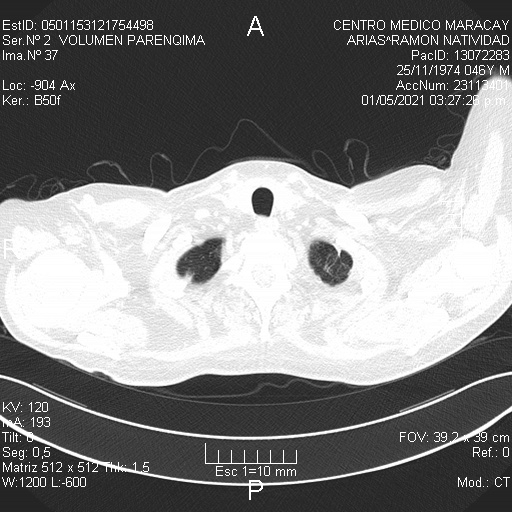 EstID: 0501153121754498
Ser.Nº 2 VOLUMEN PARENQIMA
Ima.Nº 37
Loc: -904 Ax
Ker.: B50f
A
CENTRO MEDICO MARACAY
ARIAS^RAMON NATIVIDAD
PacID: 13072283
25/11/1974 046Y M
AccNum: 23113401
01/05/2021 03:27:26 p.m.
R
KV: 120
mA: 193
Tilt: 0
Seg: 0,5
Matriz 512 x 512 Thk: 1.5
W:1200 L:-600
Esc 1=10 mm
P
FOV: 39.2 x 39 cm
Ref.: 0
Mod.: CT